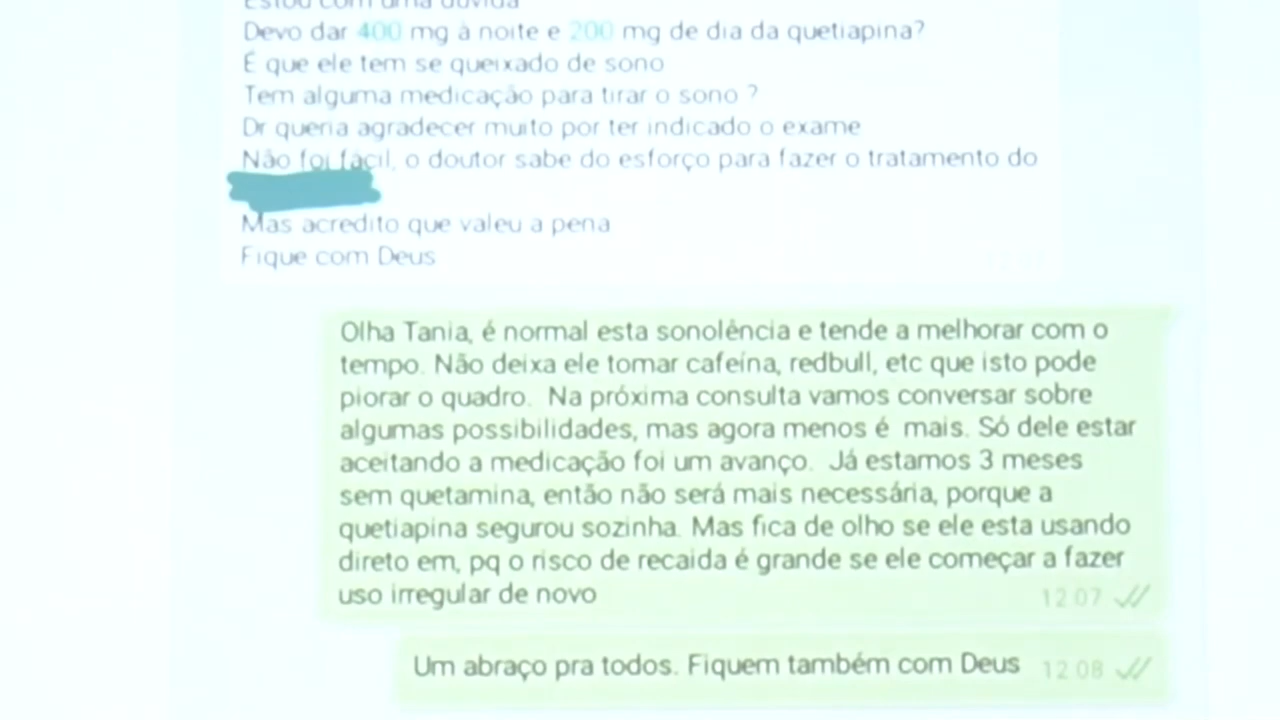 Estou com uma dúvida
Devo dar 400 mg à noite e 200 mg de dia da quetiapina?
É que ele tem se queixado de sono
Tem alguma medicação para tirar o sono ?
Dr queria agradecer muito por ter indicado o exame
Não foi fácil, o doutor sabe do esforço para fazer o tratamento do
Mas acredito que valeu a pena
Fique com Deus
Olha Tania, é normal esta sonolência e tende a melhorar com o
tempo. Não deixa ele tomar cafeína, redbull, etc que isto pode
piorar o quadro. Na próxima consulta vamos conversar sobre
algumas possibilidades, mas agora menos é mais. Só dele estar
aceitando a medicação foi um avanço. Já estamos 3 meses
sem quetamina, então não será mais necessária, porque a
quetiapina segurou sozinha. Mas fica de olho se ele esta usando
direto em, pq o risco de recaida é grande se ele começar a fazer
uso irregular de novo
12:07
Um abraço pra todos. Fiquem também com Deus
12:08